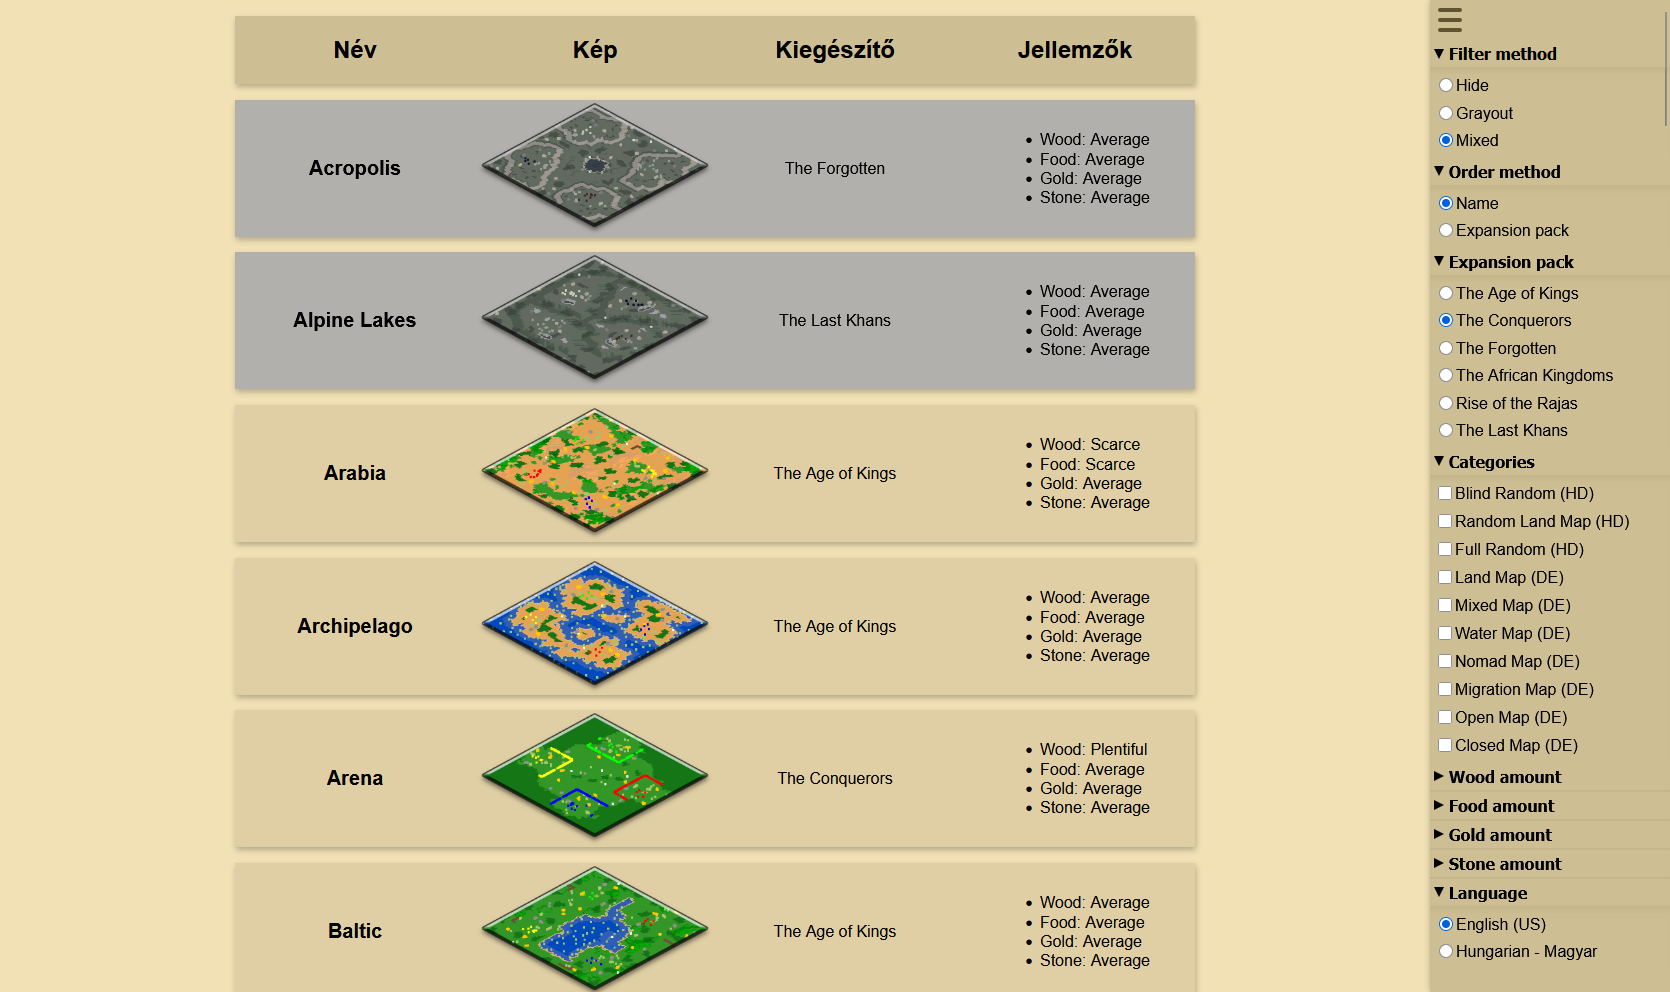 Név Kép Kiegészítő Jellemzők
Acropolis
The Forgotten
Wood: Average
Food: Average
Gold: Average
Stone: Average
Alpine Lakes
The Last Khans
Wood: Average
Food: Average
Gold: Average
Stone: Average
Arabia
The Age of Kings
Wood: Scarce
Food: Scarce
Gold: Average
Stone: Average
Archipelago
The Age of Kings
Wood: Average
Food: Average
Gold: Average
Stone: Average
Arena
The Conquerors
Wood: Plentiful
Food: Average
Gold: Average
Stone: Average
Baltic
The Age of Kings
Wood: Average
Food: Average
Gold: Average
Stone: Average
Filter method
Hide
Grayout
Mixed
Order method
Name
Expansion pack
Expansion pack
The Age of Kings
The Conquerors
The Forgotten
The African Kingdoms
Rise of the Rajas
The Last Khans
Categories
Blind Random (HD)
Random Land Map (HD)
Full Random (HD)
Land Map (DE)
Mixed Map (DE)
Water Map (DE)
Nomad Map (DE)
Migration Map (DE)
Open Map (DE)
Closed Map (DE)
Wood amount
Food amount
Gold amount
Stone amount
Language
English (US)
Hungarian - Magyar